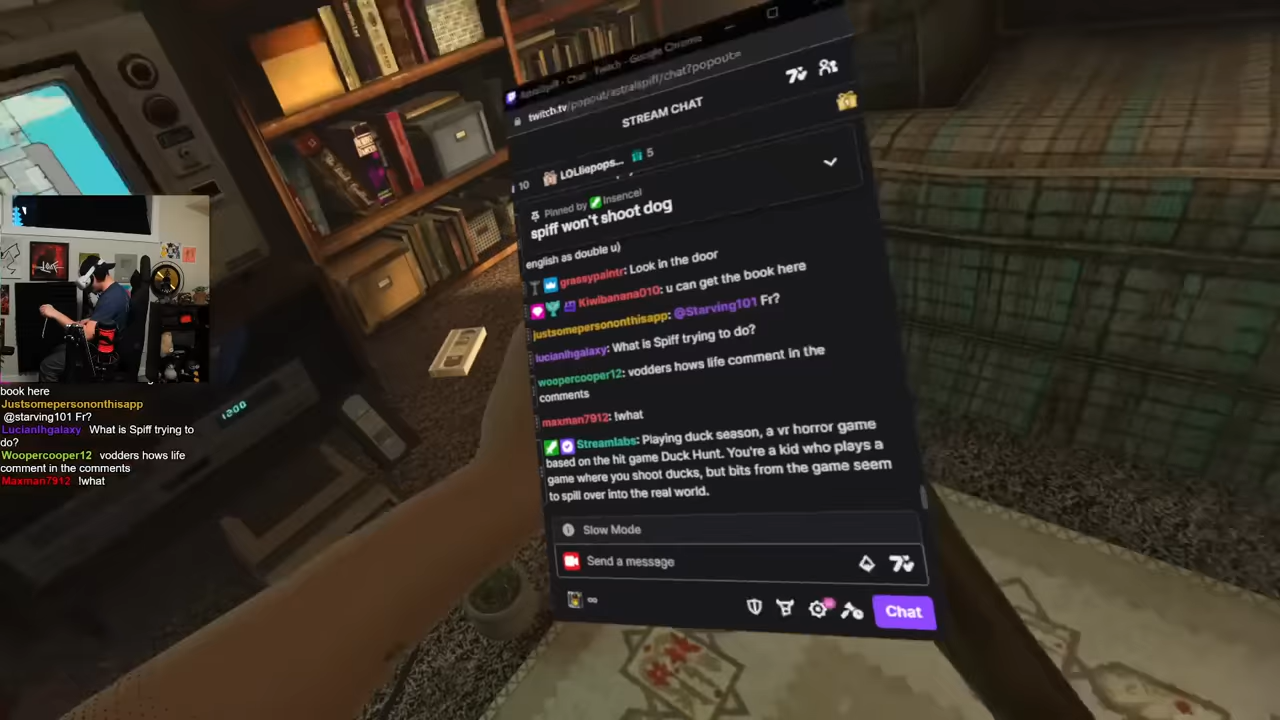 Apollspiff - Chat - Twitch - Google Chrome
twitch.tv/popout/astralspiff/chat?popout=
STREAM CHAT
10 LOLliepops... 5
Pinned by Insencel
spiff won't shoot dog
english as double u)
grassypaintr: Look in the door
Kiwibanana010: u can get the book here
justsomepersononthisapp: @Starving101 Fr?
lucianlhgalaxy: What is Spiff trying to do?
woopercooper12: vodders hows life comment in the
comments
maxman7912: !what
Streamlabs: Playing duck season, a vr horror game
based on the hit game Duck Hunt. You're a kid who plays a
game where you shoot ducks, but bits from the game seem
to spill over into the real world.
Slow Mode
Send a message
∞
Chat
book here
Justsomepersononthisapp
@starving101 Fr?
Lucianlhgalaxy What is Spiff trying to
do?
Woopercooper12 vodders hows life
comment in the comments
Maxman7912 !what
1200